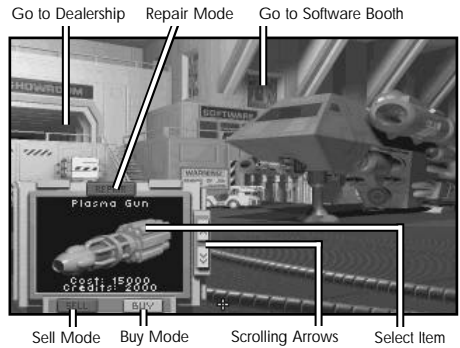 Go to Dealership Repair Mode Go to Software Booth
SHOWROOM
SOFTWARE
WARNING!
REPAIR
Plasma Gun
Cost: 15000
Credits: 2000
SELL BUY
Sell Mode Buy Mode Scrolling Arrows Select Item